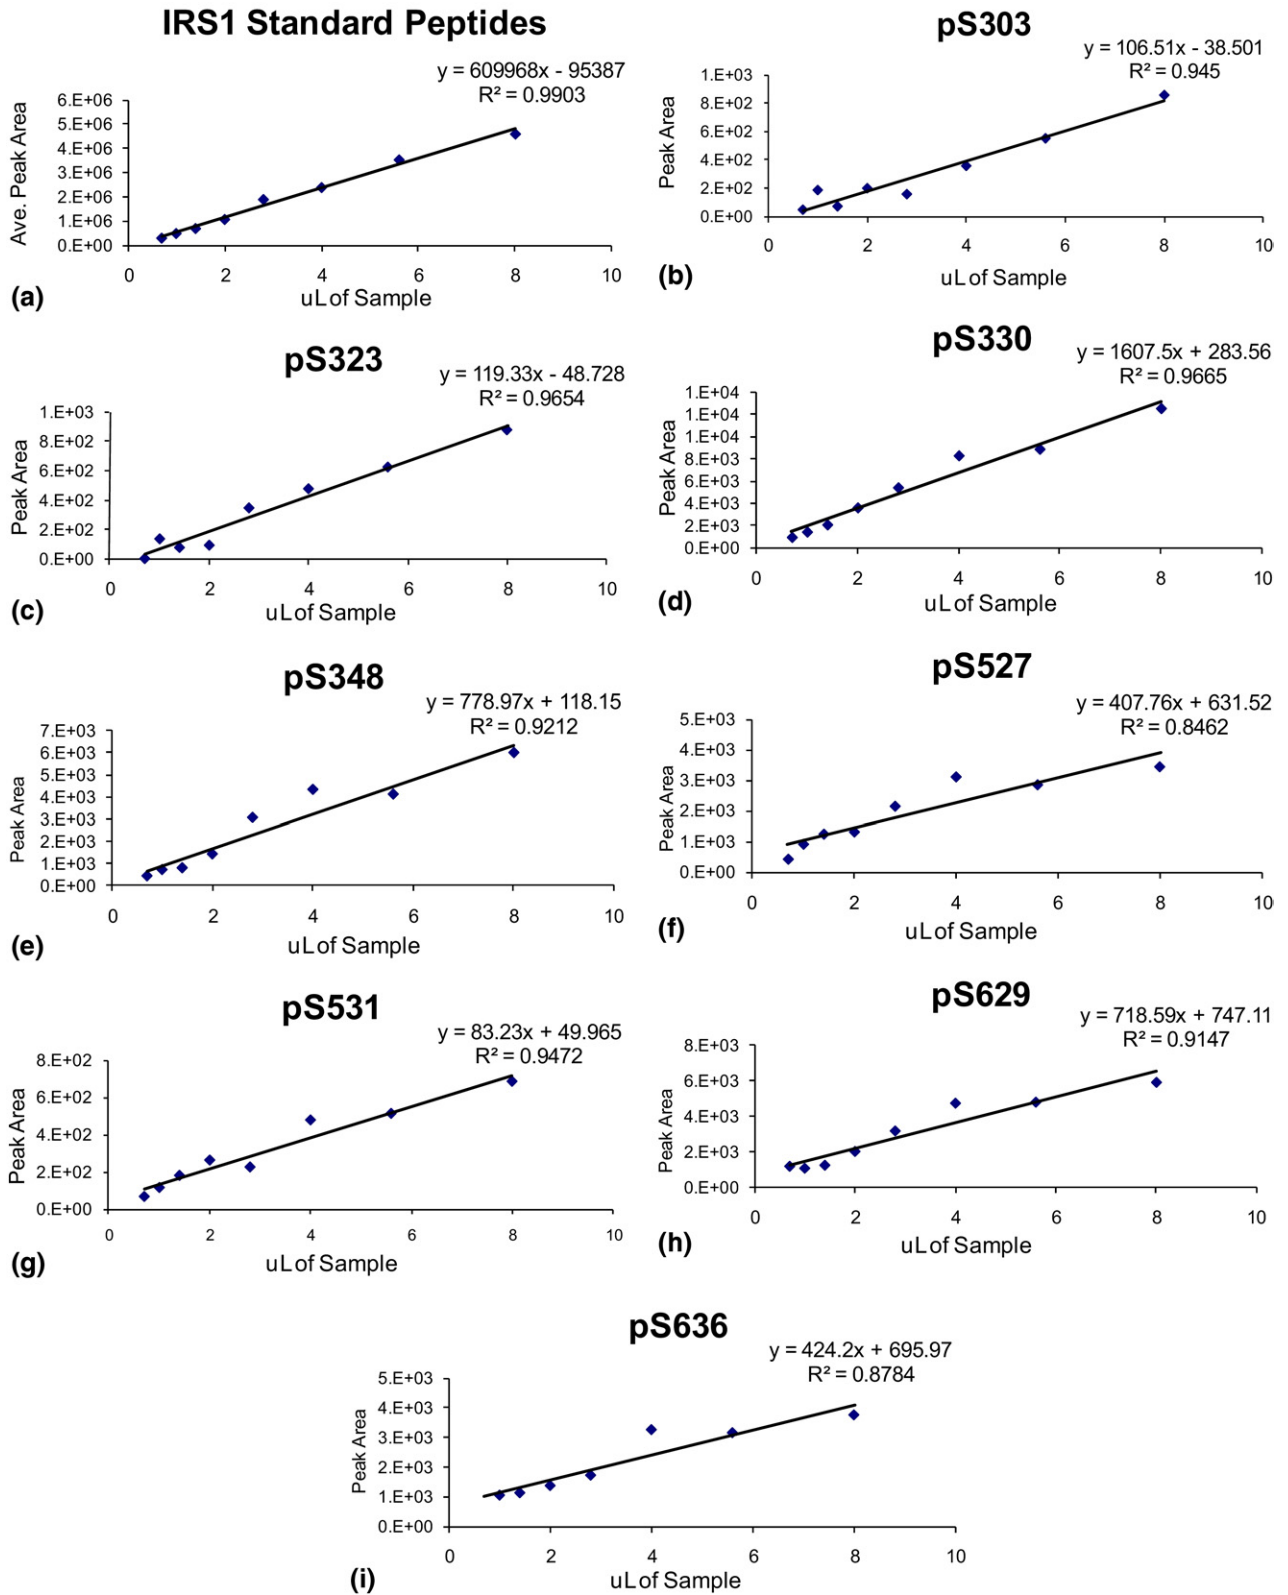 IRS1 Standard Peptides
y = 609968x - 95387
R² = 0.9903
6.E+06
5.E+06
4.E+06
3.E+06
2.E+06
1.E+06
0.E+00
Ave. Peak Area
0 2 4 6 8 10
uL of Sample
(a)
pS303
y = 106.51x - 38.501
R² = 0.945
1.E+03
8.E+02
6.E+02
4.E+02
2.E+02
0.E+00
Peak Area
0 2 4 6 8 10
uL of Sample
(b)
pS323
y = 119.33x - 48.728
R² = 0.9654
1.E+03
8.E+02
6.E+02
4.E+02
2.E+02
0.E+00
Peak Area
0 2 4 6 8 10
uL of Sample
(c)
pS330
y = 1607.5x + 283.56
R² = 0.9665
1.E+04
1.E+04
1.E+04
8.E+03
6.E+03
4.E+03
2.E+03
0.E+00
Peak Area
0 2 4 6 8 10
uL of Sample
(d)
pS348
y = 778.97x + 118.15
R² = 0.9212
7.E+03
6.E+03
5.E+03
4.E+03
3.E+03
2.E+03
1.E+03
0.E+00
Peak Area
0 2 4 6 8 10
uL of Sample
(e)
pS527
y = 407.76x + 631.52
R² = 0.8462
5.E+03
4.E+03
3.E+03
2.E+03
1.E+03
0.E+00
Peak Area
0 2 4 6 8 10
uL of Sample
(f)
pS531
y = 83.23x + 49.965
R² = 0.9472
8.E+02
6.E+02
4.E+02
2.E+02
0.E+00
Peak Area
0 2 4 6 8 10
uL of Sample
(g)
pS629
y = 718.59x + 747.11
R² = 0.9147
8.E+03
6.E+03
4.E+03
2.E+03
0.E+00
Peak Area
0 2 4 6 8 10
uL of Sample
(h)
pS636
y = 424.2x + 695.97
R² = 0.8784
5.E+03
4.E+03
3.E+03
2.E+03
1.E+03
0.E+00
Peak Area
0 2 4 6 8 10
uL of Sample
(i)